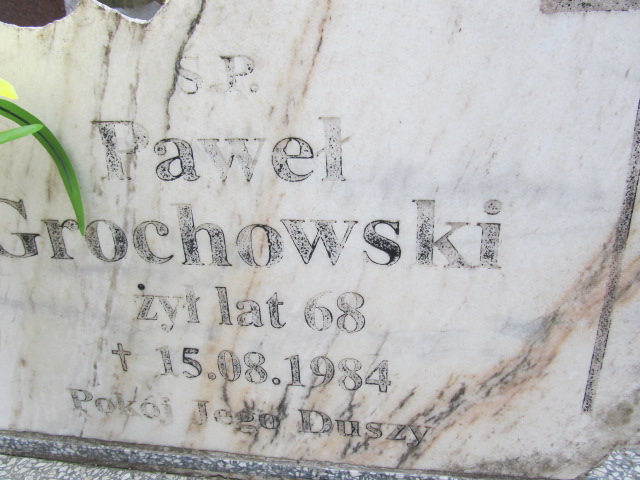 Ś.P.
Paweł
Grochowski
żył lat 68
† 15.08.1984
Pokój Jego Duszy